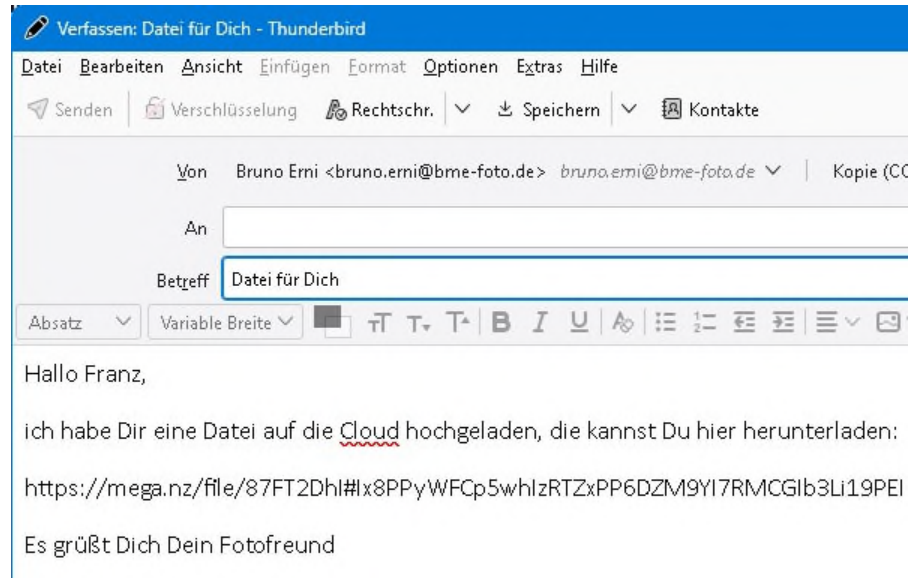 Verfassen: Datei für Dich - Thunderbird
Datei Bearbeiten Ansicht Einfügen Format Optionen Extras Hilfe
Senden Verschlüsselung Rechtschr. Speichern Kontakte
Von Bruno Erni <bruno.erni@bme-foto.de> bruno.erni@bme-foto.de Kopie (CC
An
Betreff Datei für Dich
Absatz Variable Breite
Hallo Franz,
ich habe Dir eine Datei auf die Cloud hochgeladen, die kannst Du hier herunterladen:
https://mega.nz/file/87FT2DhI#Ix8PPyWFCp5whIzRTZxPP6DZM9YI7RMCGIb3Li19PEI
Es grüßt Dich Dein Fotofreund